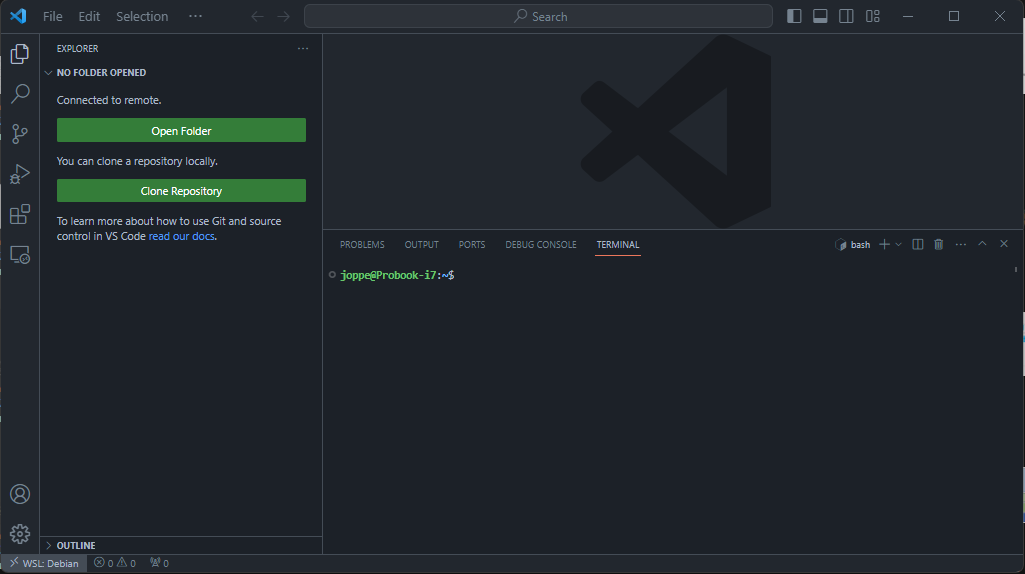 File Edit Selection ··· Search
EXPLORER ···
NO FOLDER OPENED
Connected to remote.
Open Folder
You can clone a repository locally.
Clone Repository
To learn more about how to use Git and source
control in VS Code read our docs.
PROBLEMS OUTPUT PORTS DEBUG CONSOLE TERMINAL bash ···
joppe@Probook-i7:~$
OUTLINE
WSL: Debian 0 0 0